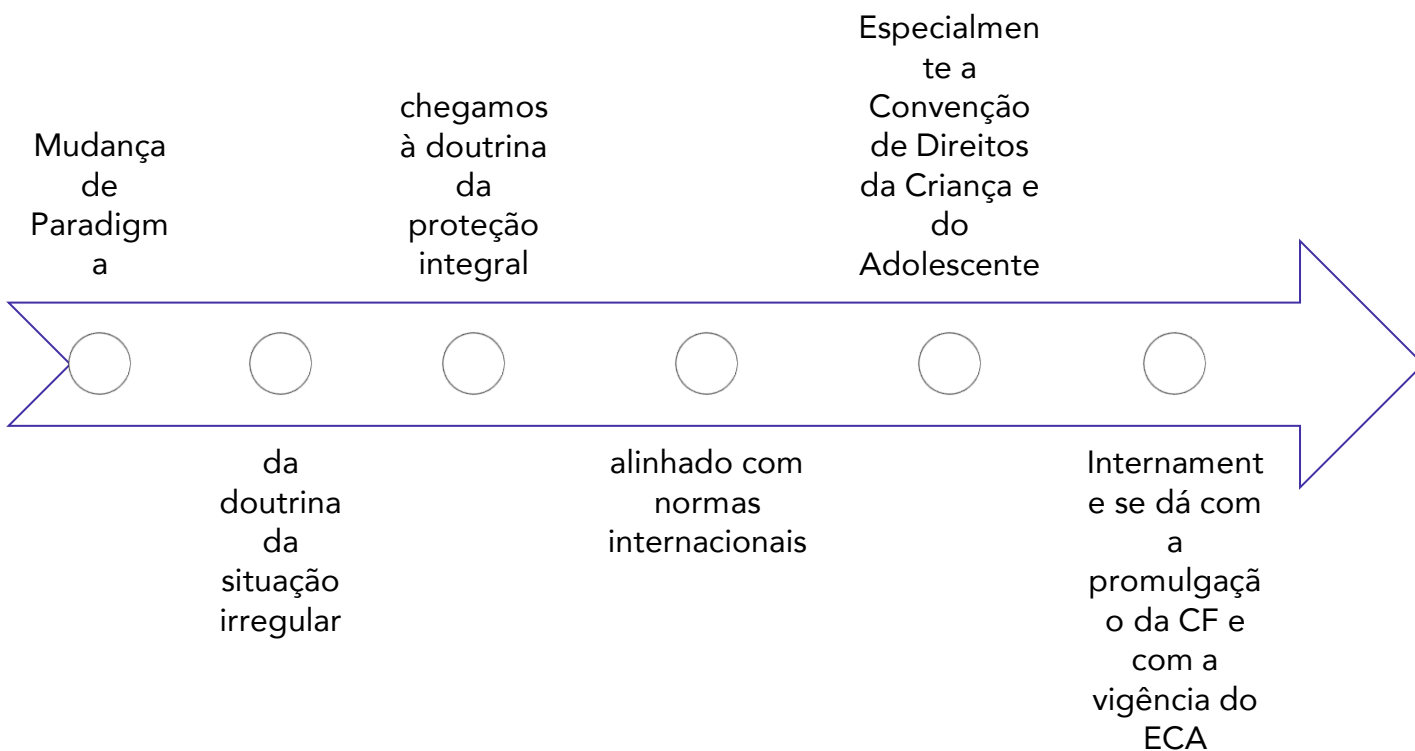 Mudança
de
Paradigm
a
da
doutrina
da
situação
irregular
chegamos
à doutrina
da
proteção
integral
alinhado com
normas
internacionais
Especialmen
te a
Convenção
de Direitos
da Criança e
do
Adolescente
Internament
e se dá com
a
promulgaçã
o da CF e
com a
vigência do
ECA